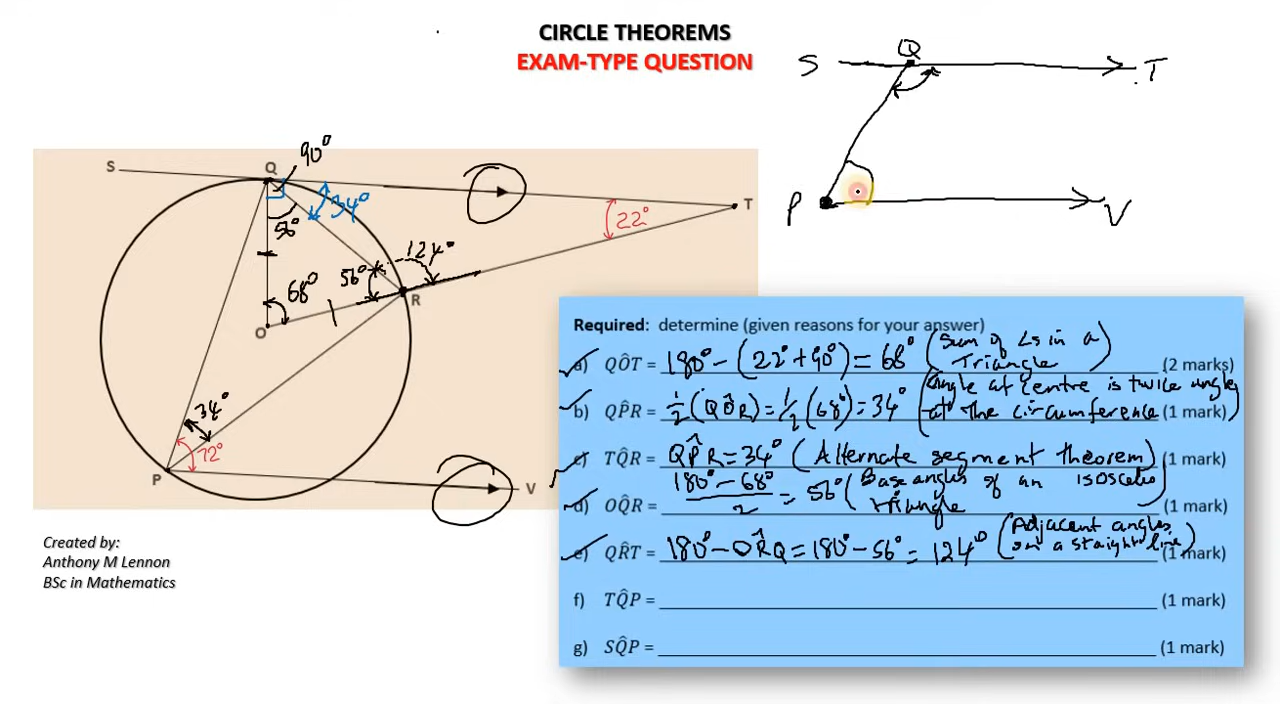 CIRCLE THEOREMS
EXAM-TYPE QUESTION
S Q T
P V
S Q 90° T
34°
56°
22°
68° 56° 124°
R
O
34°
72°
P V
Created by:
Anthony M Lennon
BSc in Mathematics
Required: determine (given reasons for your answer)
a) QÔT = 180° - (22° + 90°) = 68° (Sum of ∠s in a Triangle) (2 marks)
b) QP̂R = 1/2 (QÔR) = 1/2 (68°) = 34° (angle at centre is twice angle at the circumference) (1 mark)
c) TQ̂R = QP̂R = 34° (Alternate segment theorem) (1 mark)
d) OQ̂R = 180° - 68° / 2 = 56° (Base angles of an isosceles triangle) (1 mark)
e) QR̂T = 180° - OR̂Q = 180° - 56° = 124° (Adjacent angles on a staight line) (1 mark)
f) TQ̂P = (1 mark)
g) SQ̂P = (1 mark)